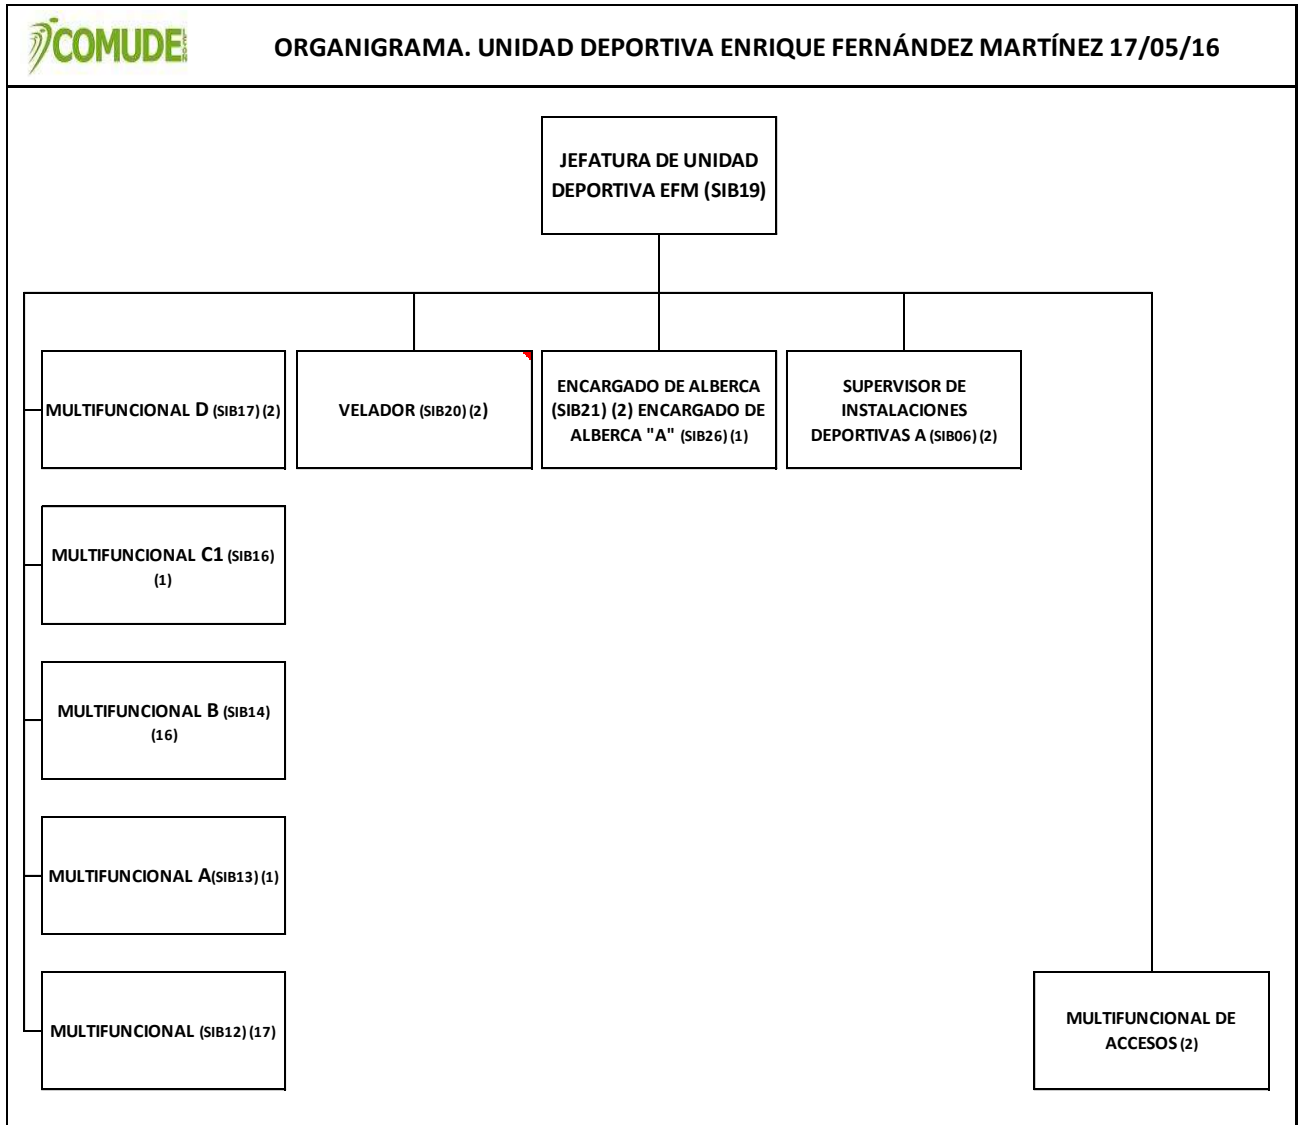 COMUDE
LEÓN
ORGANIGRAMA. UNIDAD DEPORTIVA ENRIQUE FERNÁNDEZ MARTÍNEZ 17/05/16
JEFATURA DE UNIDAD
DEPORTIVA EFM (SIB19)
MULTIFUNCIONAL D (SIB17) (2)
VELADOR (SIB20) (2)
ENCARGADO DE ALBERCA
(SIB21) (2) ENCARGADO DE
ALBERCA "A" (SIB26) (1)
SUPERVISOR DE
INSTALACIONES
DEPORTIVAS A (SIB06) (2)
MULTIFUNCIONAL C1 (SIB16)
(1)
MULTIFUNCIONAL B (SIB14)
(16)
MULTIFUNCIONAL A(SIB13) (1)
MULTIFUNCIONAL (SIB12) (17)
MULTIFUNCIONAL DE
ACCESOS (2)